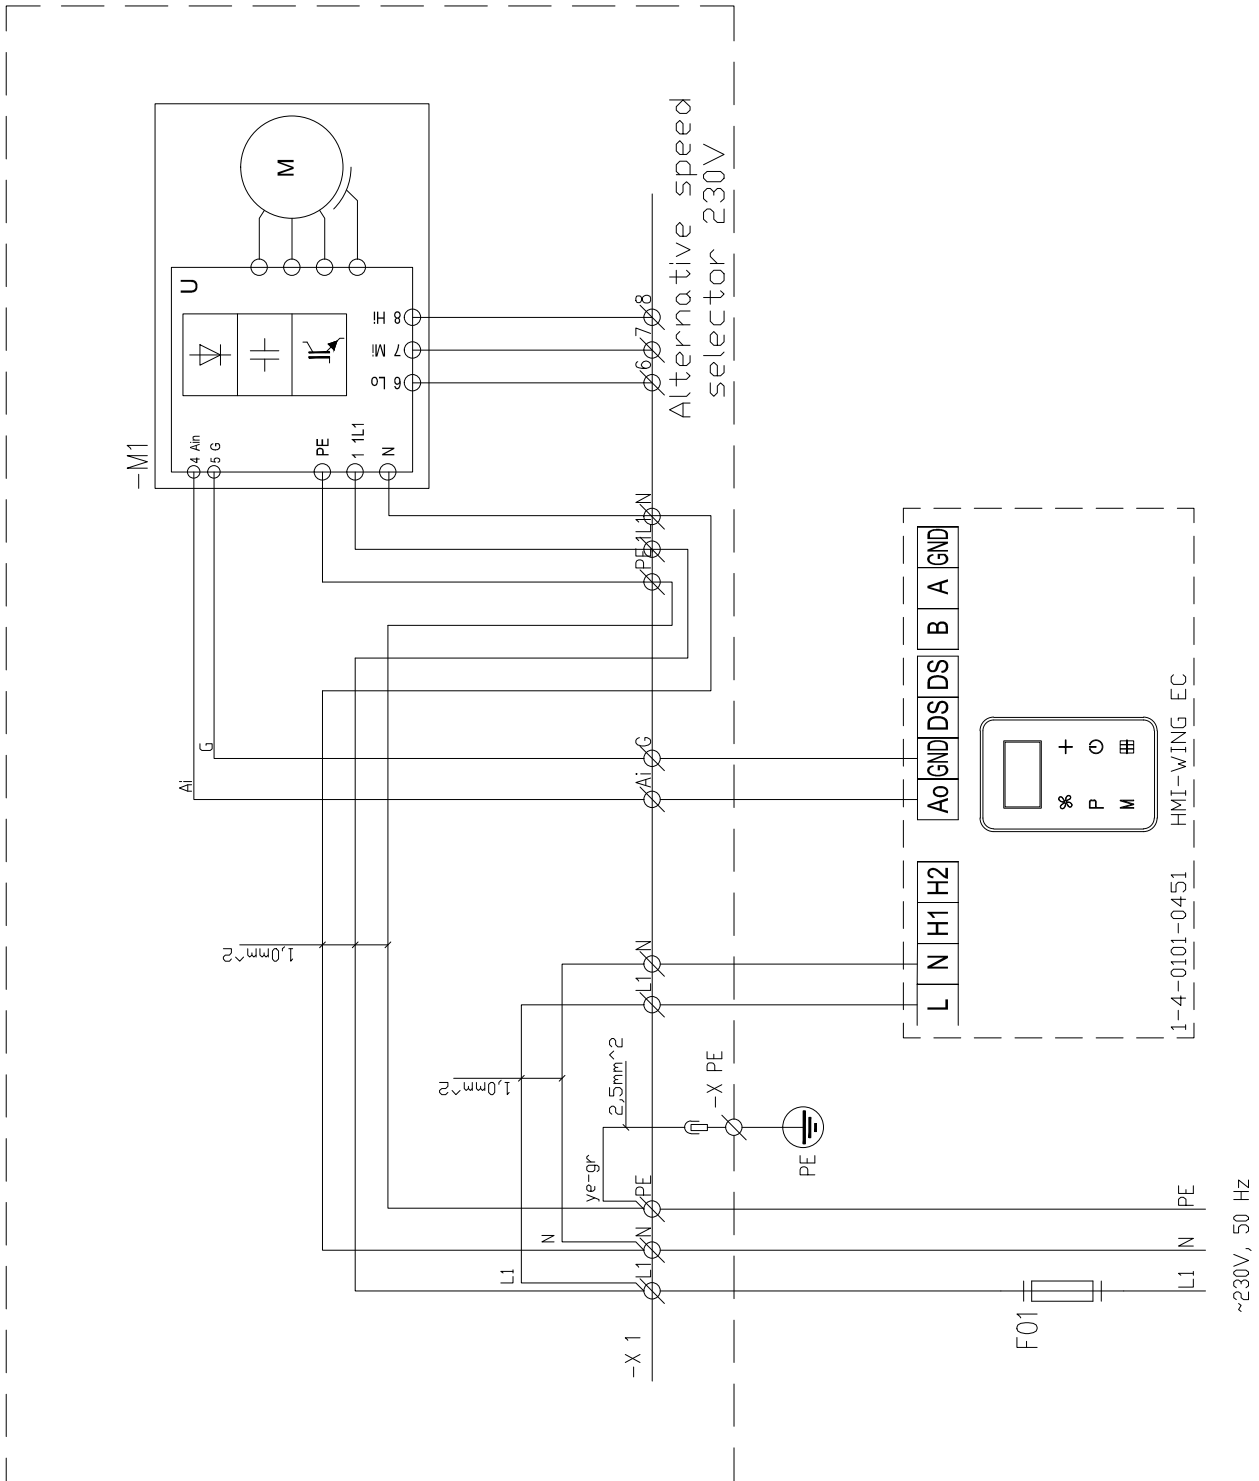 -M1
M
U
4 Ain
5 G
PE
1 1L1
N
8 Hi
7 Mi
6 Lo
Ai
G
8
7
6
Alternative speed
selector 230V
N
1L1
PE
G
Ai
N
L1
PE
N
L1
-X 1
1,0mm^2
1,0mm^2
2,5mm^2
ye-gr
N
L1
-X PE
PE
GND
A
B
DS
DS
GND
Ao
H2
H1
N
L
P
M
1-4-0101-0451 HMI-WING EC
F01
PE
N
L1
~230V, 50 Hz